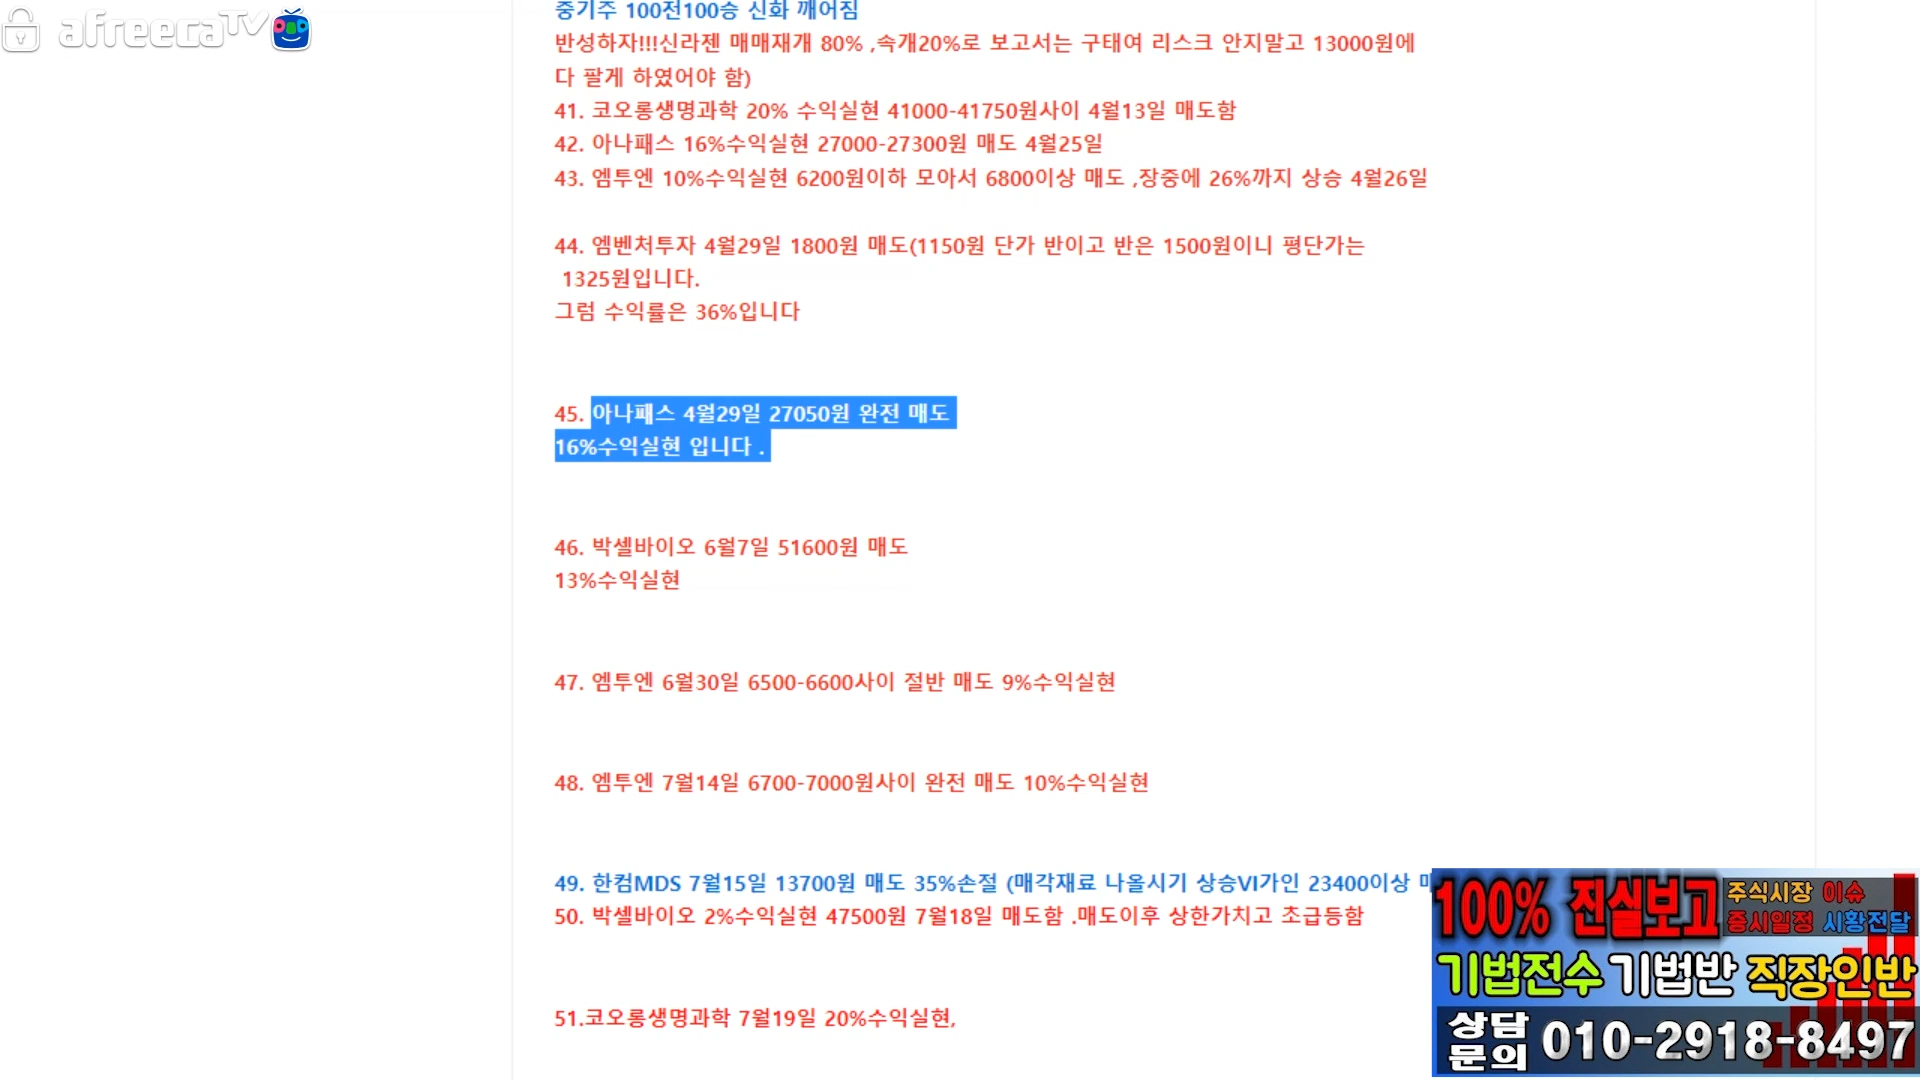 afreecaTV
중기주 100전100승 신화 깨어짐
반성하자!!!신라젠 매매재개 80% ,속개20%로 보고서는 구태여 리스크 안지말고 13000원에
다 팔게 하였어야 함)
41. 코오롱생명과학 20% 수익실현 41000-41750원사이 4월13일 매도함
42. 아나패스 16%수익실현 27000-27300원 매도 4월25일
43. 엠투엔 10%수익실현 6200원이하 모아서 6800이상 매도 ,장중에 26%까지 상승 4월26일
44. 엠벤처투자 4월29일 1800원 매도(1150원 단가 반이고 반은 1500원이니 평단가는
1325원입니다.
그럼 수익률은 36%입니다
45. 아나패스 4월29일 27050원 완전 매도
16%수익실현 입니다 .
46. 박셀바이오 6월7일 51600원 매도
13%수익실현
47. 엠투엔 6월30일 6500-6600사이 절반 매도 9%수익실현
48. 엠투엔 7월14일 6700-7000원사이 완전 매도 10%수익실현
49. 한컴MDS 7월15일 13700원 매도 35%손절 (매각재료 나올시기 상승VI가인 23400이상
50. 박셀바이오 2%수익실현 47500원 7월18일 매도함 .매도이후 상한가치고 초급등함
51.코오롱생명과학 7월19일 20%수익실현,
100% 진실보고 주식시장 이슈
증시일정 시황전달
기법전수 기법반 직장인반
상담
문의 010-2918-8497